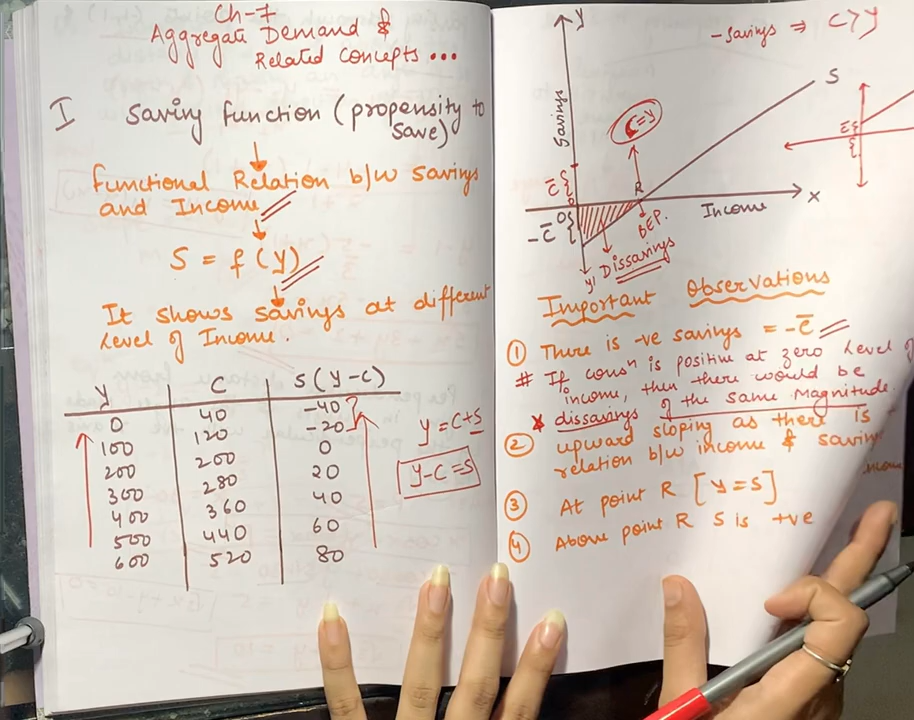 Ch-7
Aggregate Demand &
Related Concepts ...
I Saving function (propensity to
Save)
Functional Relation b/w Savings
and Income
S = f (Y)
It shows savings at different
Level of Income.
Y C S (Y-C)
0 40 -40
100 120 -20
200 200 0
300 280 20
400 360 40
500 440 60
600 520 80
Y = C+S
Y-C = S
Y
- Savings ⇒ C>Y
Savings
S
C=Y
C̅
C̅
R
0
X
Income
-C̅
BEP.
Dissavings
Y'
Important Observations
① There is -ve savings = -C̅
# If consn is positive at zero Level of
income, then there would be
* dissavings of the same Magnitude.
② upward sloping as there is +
relation b/w income & saving
③ At point R [Y=S]
④ Above point R S is +ve